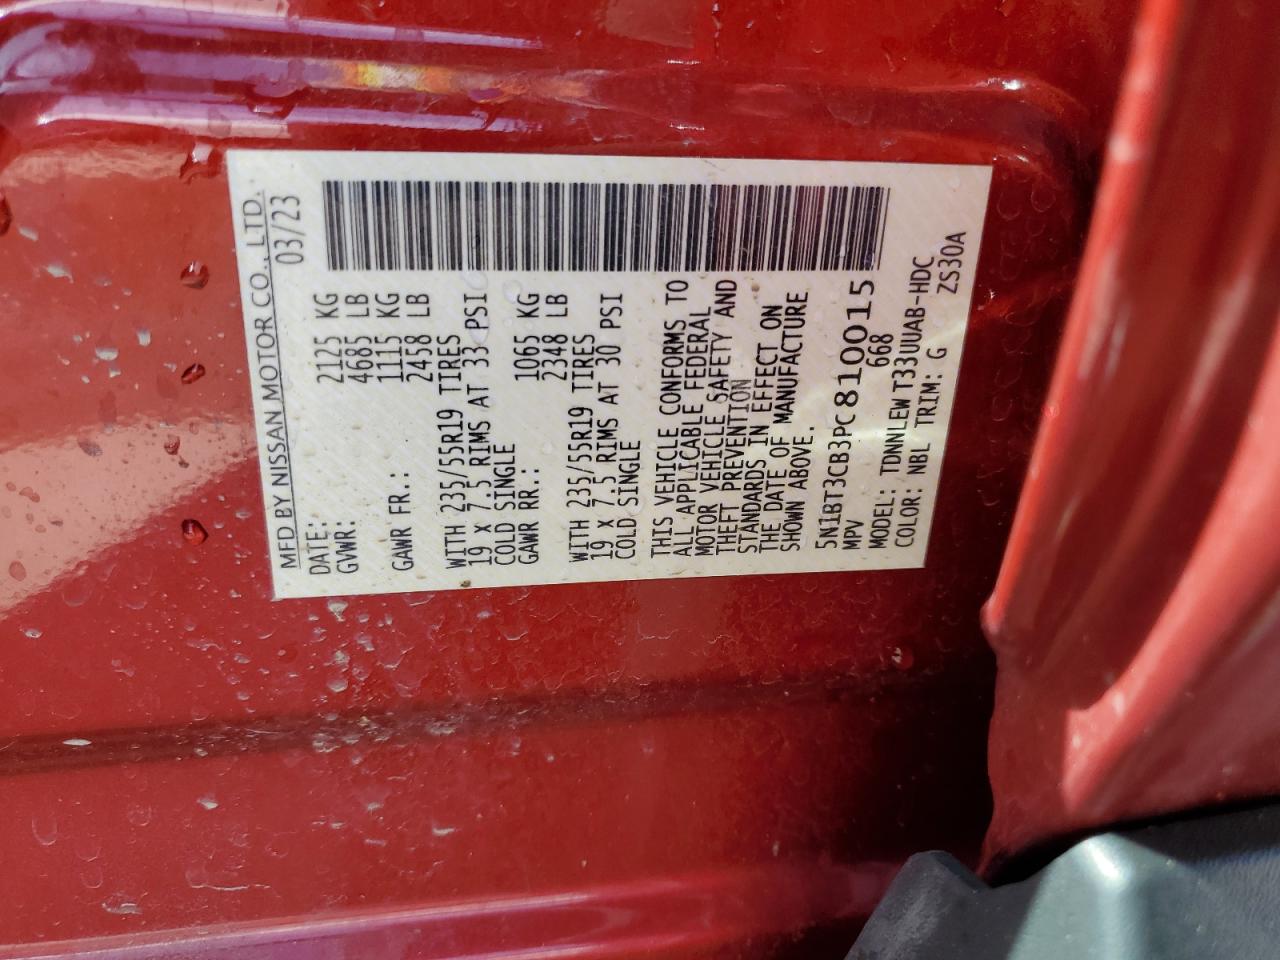 MFD BY NISSAN MOTOR CO., LTD.
DATE: 03/23
GVWR: 2125 KG
4685 LB
GAWR FR.: 1115 KG
2458 LB
WITH 235/55R19 TIRES
19 X 7.5 RIMS AT 33 PSI
COLD SINGLE
GAWR RR.: 1065 KG
2348 LB
WITH 235/55R19 TIRES
19 X 7.5 RIMS AT 30 PSI
COLD SINGLE
THIS VEHICLE CONFORMS TO
ALL APPLICABLE FEDERAL
MOTOR VEHICLE SAFETY AND
THEFT PREVENTION
STANDARDS IN EFFECT ON
THE DATE OF MANUFACTURE
SHOWN ABOVE.
5N1BT3CB3PC810015
MPV 668
MODEL: TDNNLEW T33UUAB-HDC
COLOR: NBL TRIM: G ZS30A